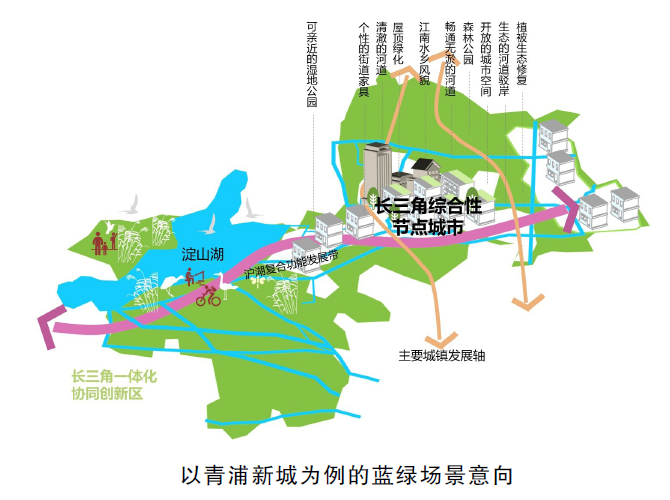 可亲近的湿地公园
个性的街道家具
清澈的河道
屋顶绿化
江南水乡风貌
畅通无淤的河道
森林公园
开放的城市空间
生态的河道驳岸
植被生态修复
长三角综合性
节点城市
淀山湖
沪湖复合功能发展带
主要城镇发展轴
长三角一体化
协同创新区
以青浦新城为例的蓝绿场景意向